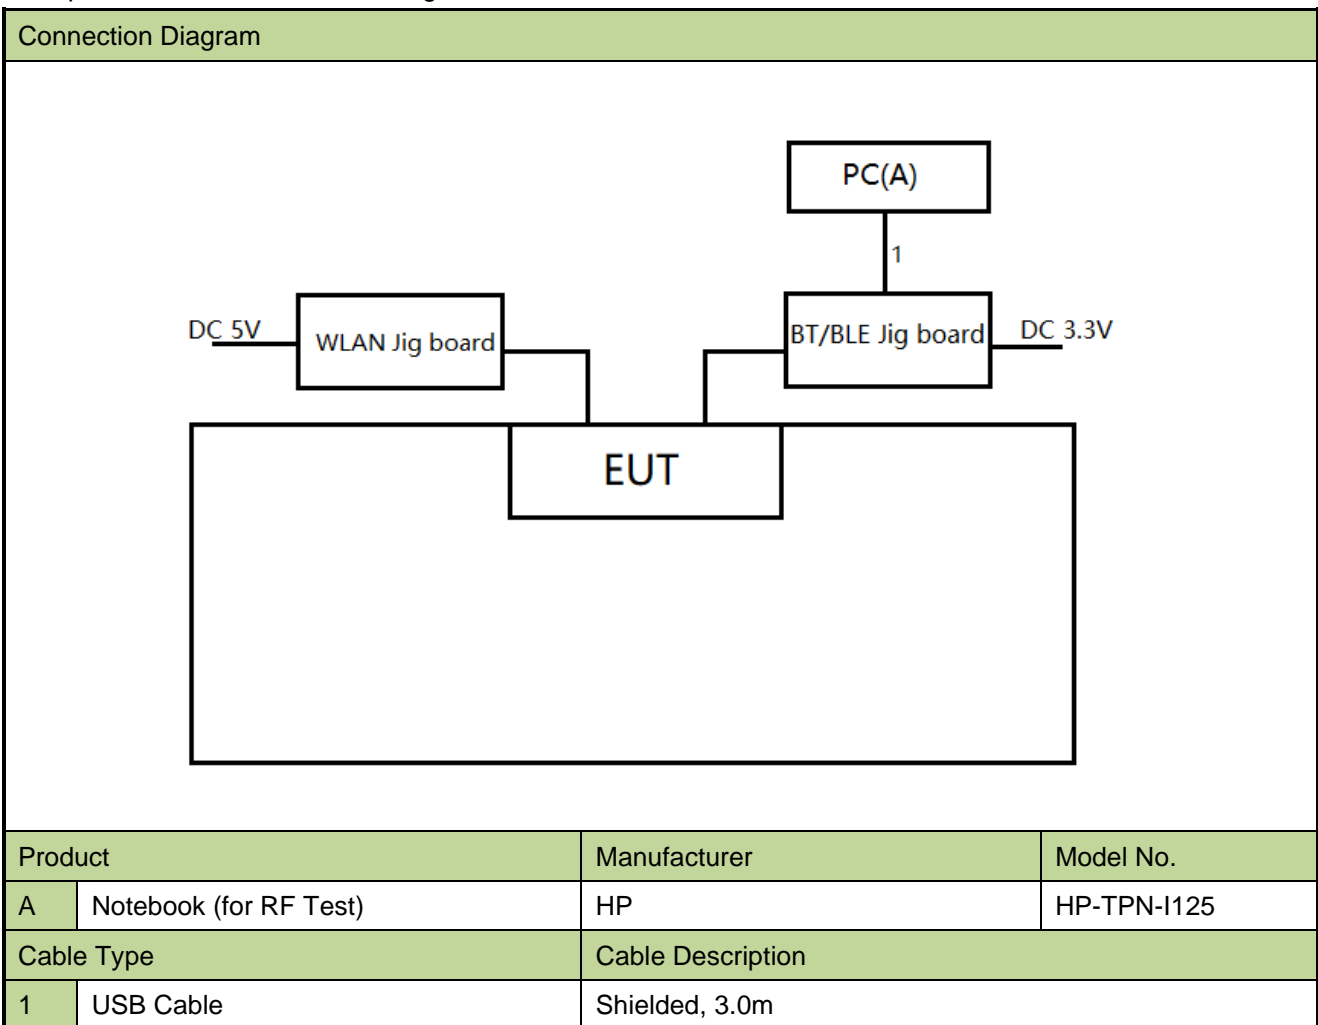 Connection Diagram
PC(A)
1
DC 5V
WLAN Jig board
BT/BLE Jig board
DC 3.3V
EUT
Product Manufacturer Model No.
A Notebook (for RF Test) HP HP-TPN-I125
Cable Type Cable Description
1 USB Cable Shielded, 3.0m